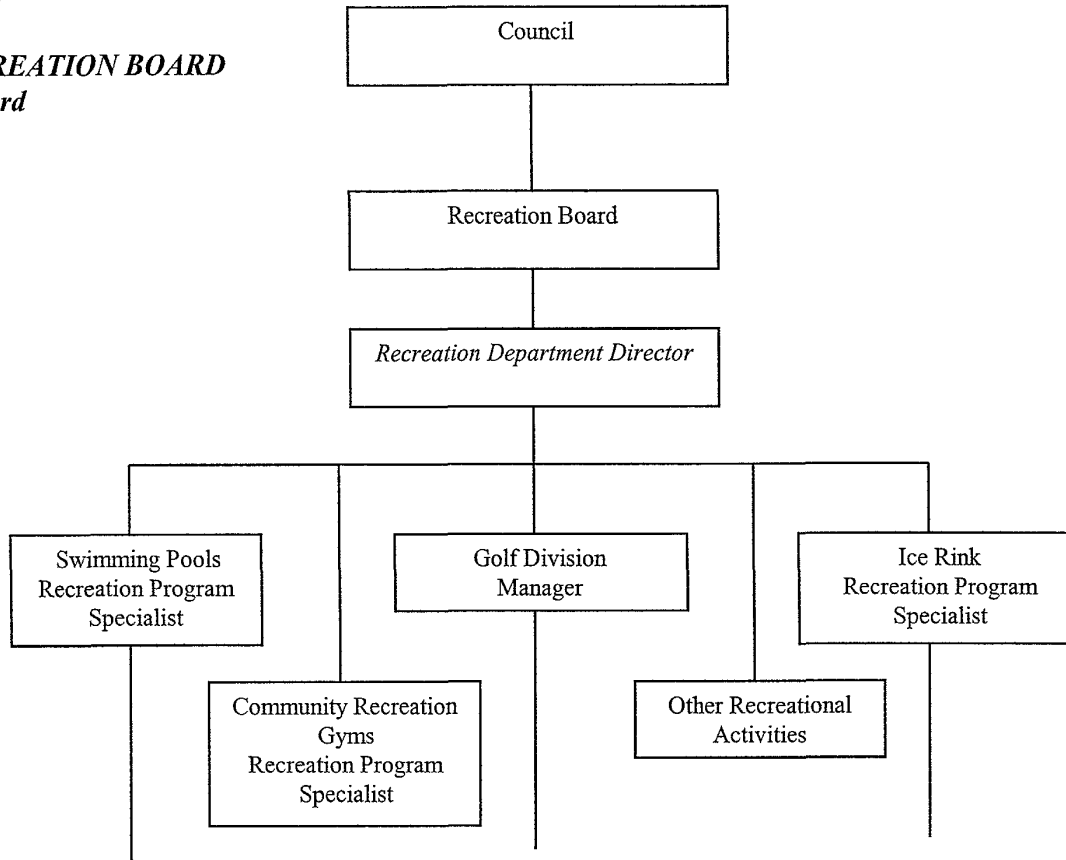 Council
REATION BOARD
rd
Recreation Board
Recreation Department Director
Swimming Pools
Recreation Program
Specialist
Golf Division
Manager
Ice Rink
Recreation Program
Specialist
Community Recreation
Gyms
Recreation Program
Specialist
Other Recreational
Activities